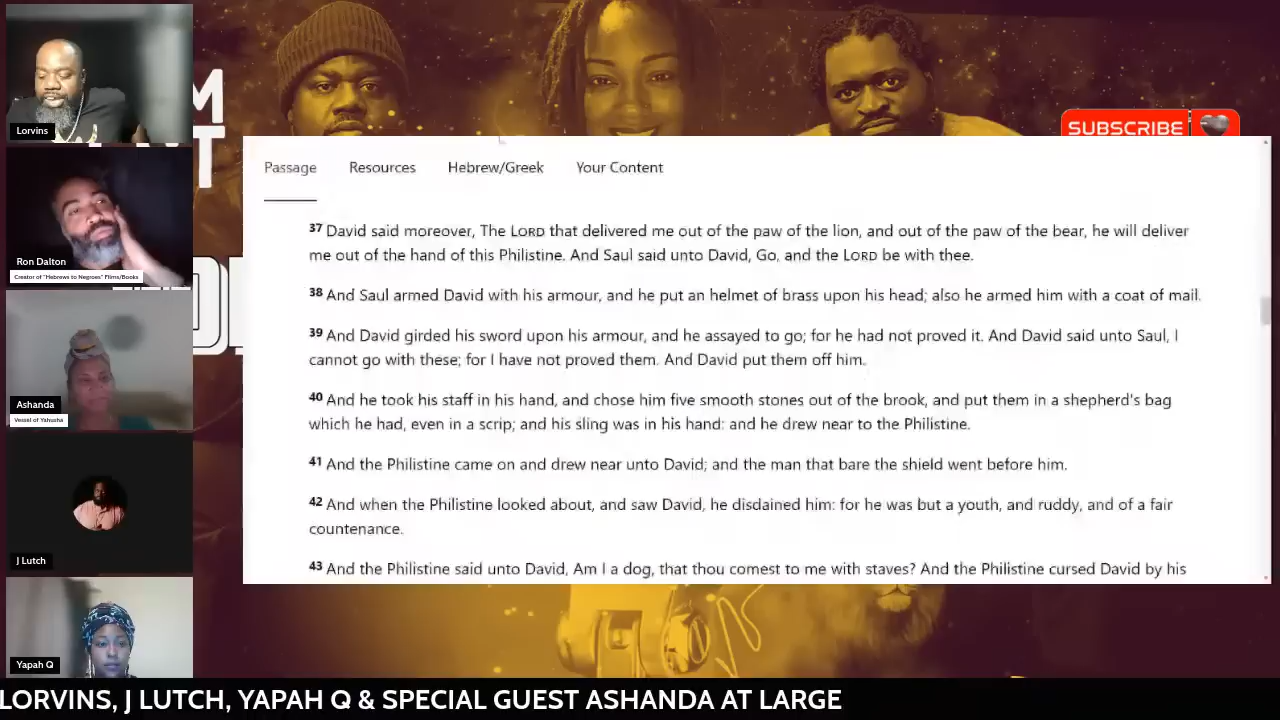 Lorvins
Ron Dalton
Creator of "Hebrews to Negroes" Films/Books
Ashanda
Vessel of Yahusha
J Lutch
Yapah Q
SUBSCRIBE
Passage Resources Hebrew/Greek Your Content
37 David said moreover, The LORD that delivered me out of the paw of the lion, and out of the paw of the bear, he will deliver
me out of the hand of this Philistine. And Saul said unto David, Go, and the LORD be with thee.
38 And Saul armed David with his armour, and he put an helmet of brass upon his head; also he armed him with a coat of mail.
39 And David girded his sword upon his armour, and he assayed to go; for he had not proved it. And David said unto Saul, I
cannot go with these; for I have not proved them. And David put them off him.
40 And he took his staff in his hand, and chose him five smooth stones out of the brook, and put them in a shepherd's bag
which he had, even in a scrip; and his sling was in his hand: and he drew near to the Philistine.
41 And the Philistine came on and drew near unto David; and the man that bare the shield went before him.
42 And when the Philistine looked about, and saw David, he disdained him: for he was but a youth, and ruddy, and of a fair
countenance.
43 And the Philistine said unto David, Am I a dog, that thou comest to me with staves? And the Philistine cursed David by his
LORVINS, J LUTCH, YAPAH Q & SPECIAL GUEST ASHANDA AT LARGE